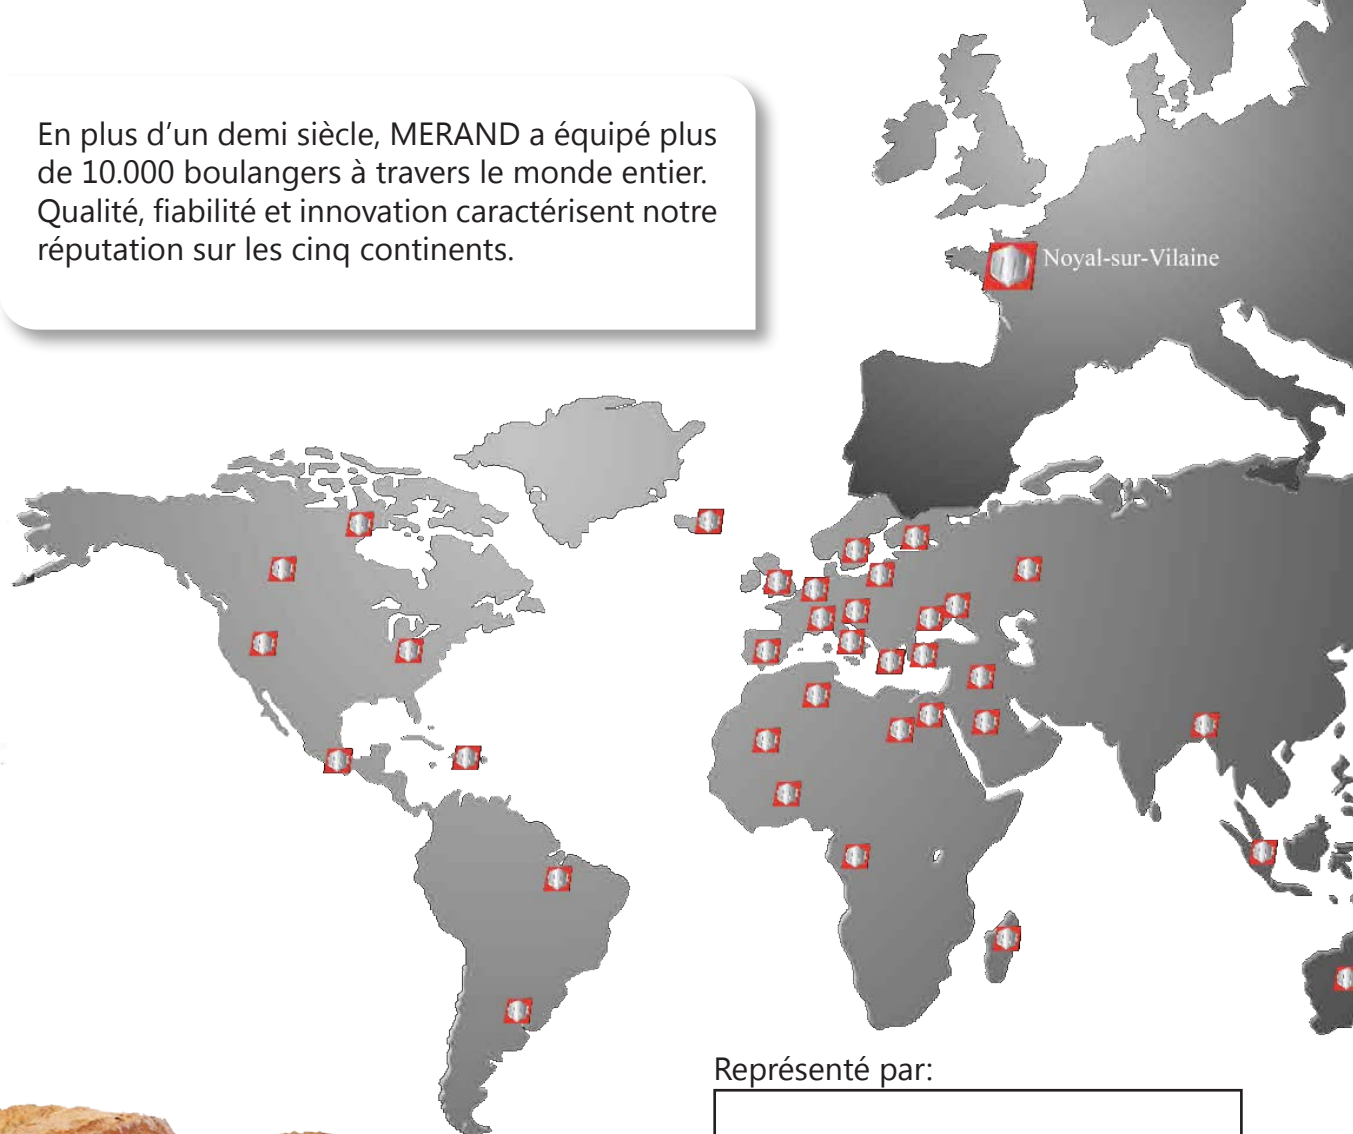 En plus d’un demi siècle, MERAND a équipé plus
de 10.000 boulangers à travers le monde entier.
Qualité, fiabilité et innovation caractérisent notre
réputation sur les cinq continents.
Noyal-sur-Vilaine
Représenté par: